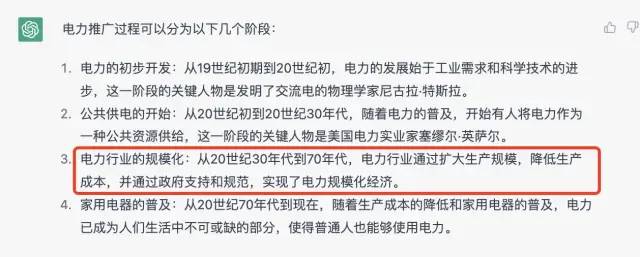 电力推广过程可以分为以下几个阶段：
1. 电力的初步开发：从19世纪初期到20世纪初，电力的发展始于工业需求和科学技术的进
步，这一阶段的关键人物是发明了交流电的物理学家尼古拉·特斯拉。
2. 公共供电的开始：从20世纪初到20世纪30年代，随着电力的普及，开始有人将电力作为
一种公共资源供给，这一阶段的关键人物是美国电力实业家塞缪尔·英萨尔。
3. 电力行业的规模化：从20世纪30年代到70年代，电力行业通过扩大生产规模，降低生产
成本，并通过政府支持和规范，实现了电力规模化经济。
4. 家用电器的普及：从20世纪70年代到现在，随着生产成本的降低和家用电器的普及，电力
已成为人们生活中不可或缺的部分，使得普通人也能够使用电力。